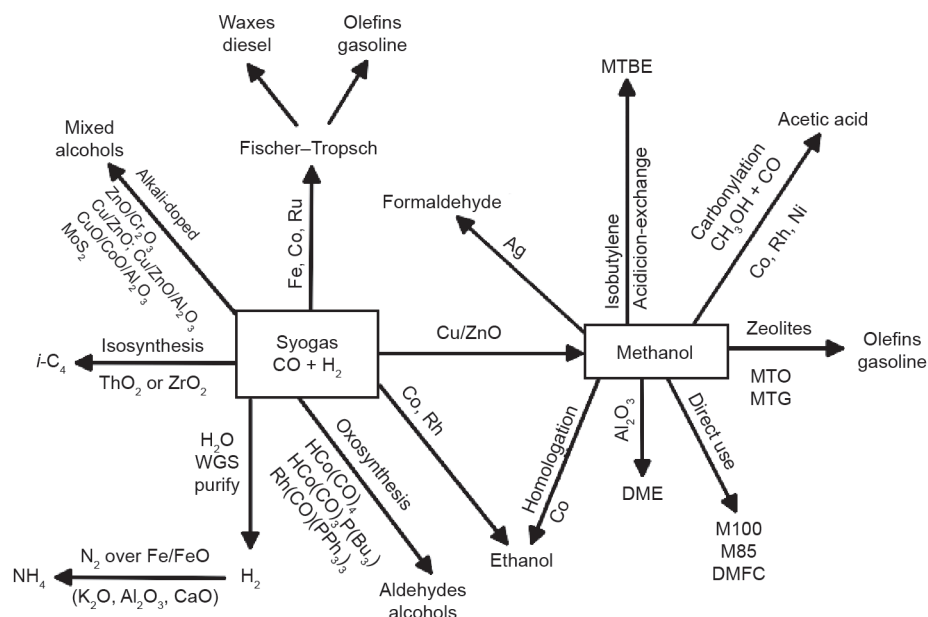 Waxes
diesel
Olefins
gasoline
MTBE
Mixed
alcohols
Fischer–Tropsch
Acetic acid
Alkali-doped
ZnO/Cr₂O₃
Cu/ZnO; Cu/ZnO/Al₂O₃
CuO/CoO/Al₂O₃
MoS₂
Fe, Co, Ru
Formaldehyde
Ag
Isobutylene
Acidicion-exchange
Carbonylation
CH₃OH + CO
Co, Rh, Ni
Syogas
CO + H₂
Cu/ZnO
Methanol
Zeolites
MTO
MTG
Olefins
gasoline
i-C₄
Isosynthesis
ThO₂ or ZrO₂
H₂O
WGS
purify
Oxosynthesis
HCo(CO)₄
HCo(CO)₃P(Bu₃)
Rh(CO)(PPh₃)₃
Co, Rh
Homologation
Co
Al₂O₃
Direct use
DME
M100
M85
DMFC
Ethanol
Aldehydes
alcohols
NH₄
N₂ over Fe/FeO
(K₂O, Al₂O₃, CaO)
H₂